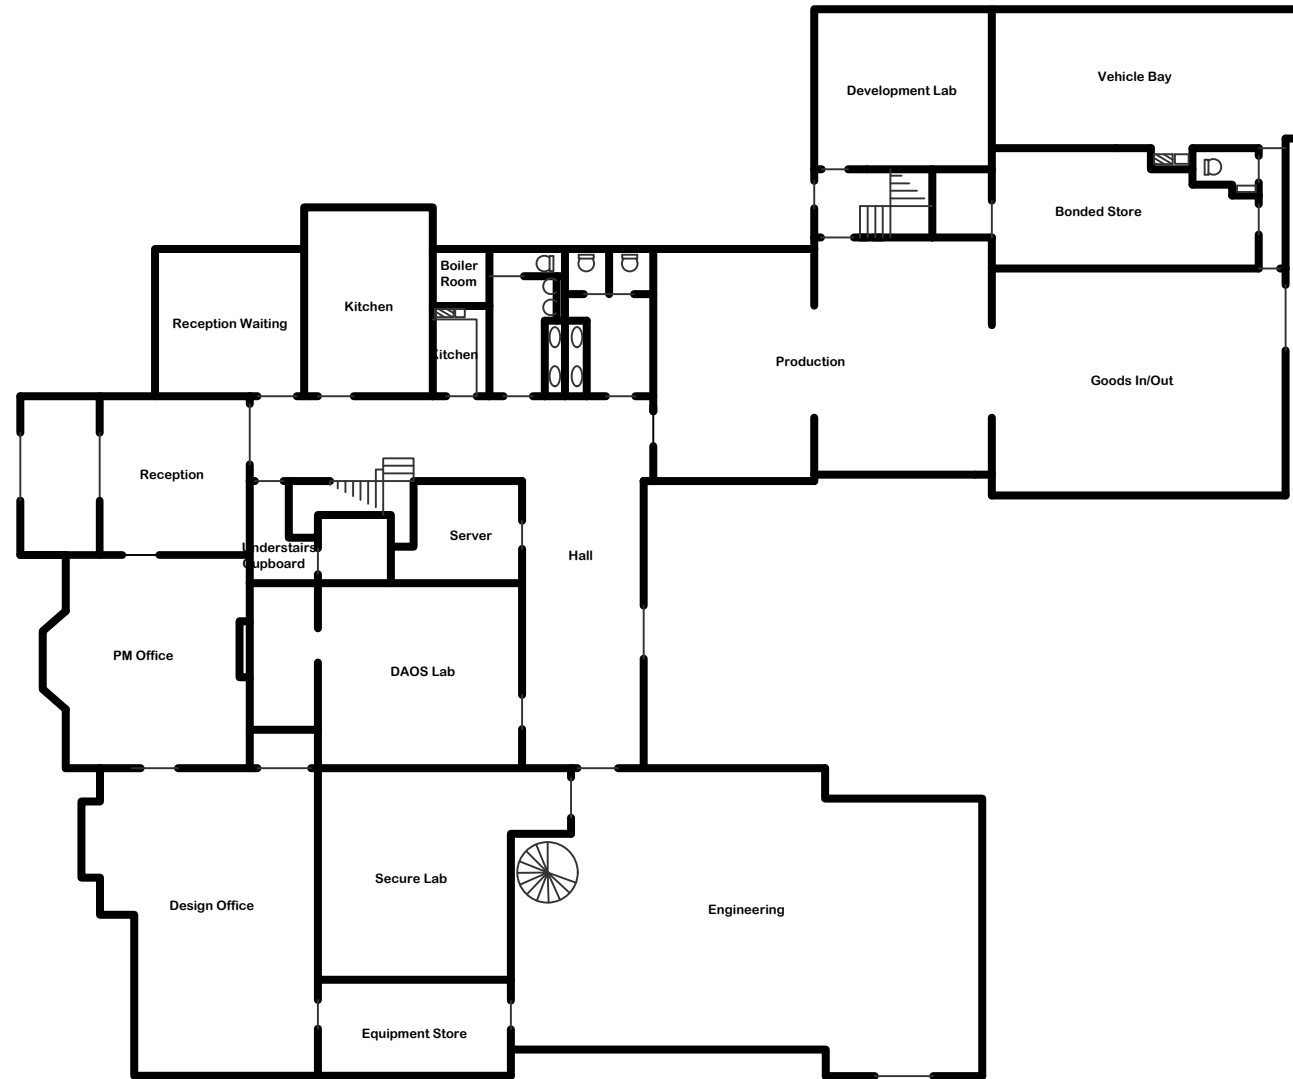 Vehicle Bay
Development Lab
Bonded Store
Boiler
Room
Kitchen
Reception Waiting
Kitchen
Production
Goods In/Out
Reception
Server
Hall
Understairs
Cupboard
PM Office
DAOS Lab
Secure Lab
Design Office
Engineering
Equipment Store